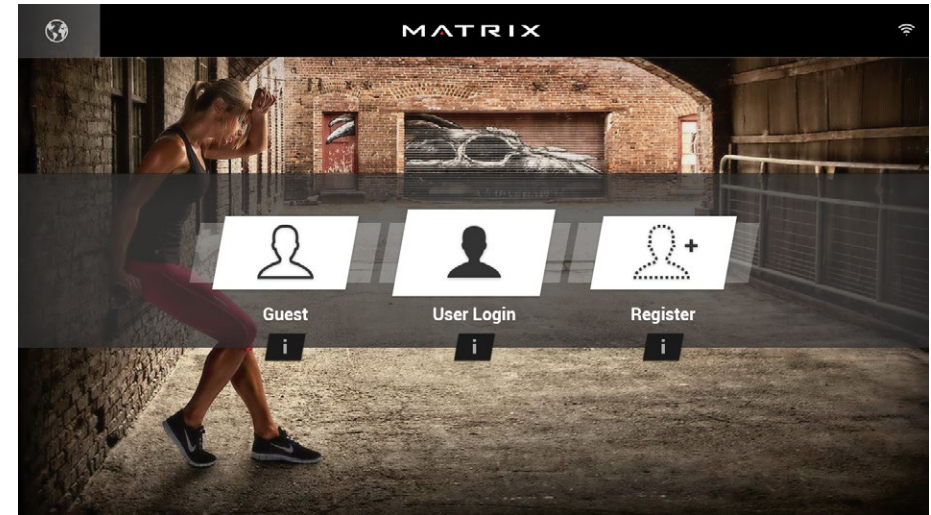 MATRIX
Guest
User Login
Register
i
i
i